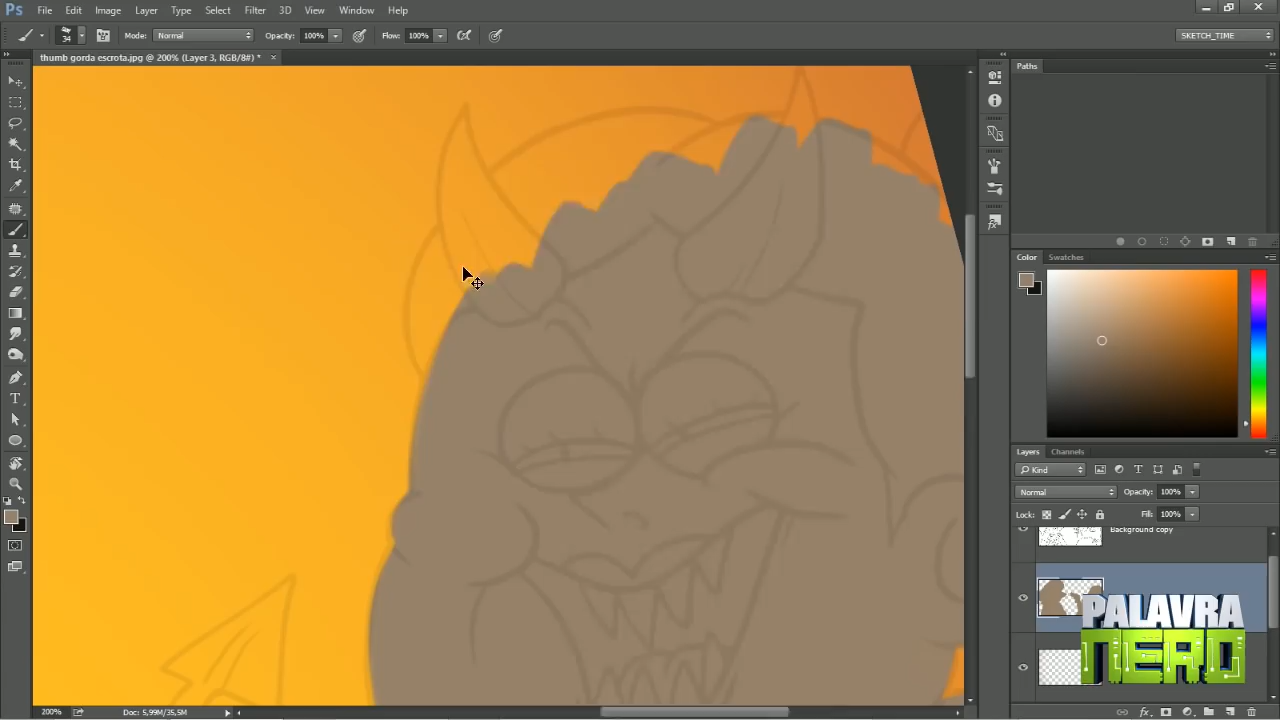 Ps File Edit Image Layer Type Select Filter 3D View Window Help
34 Mode: Normal Opacity: 100% Flow: 100% SKETCH_TIME
thumb gorda escrota.jpg @ 200% (Layer 3, RGB/8#) *
Paths
Color Swatches
Layers Channels
Kind
Normal Opacity: 100%
Lock: Fill: 100%
Background copy
PALAVRA
NERD
200% Doc: 5,99M/35,5M